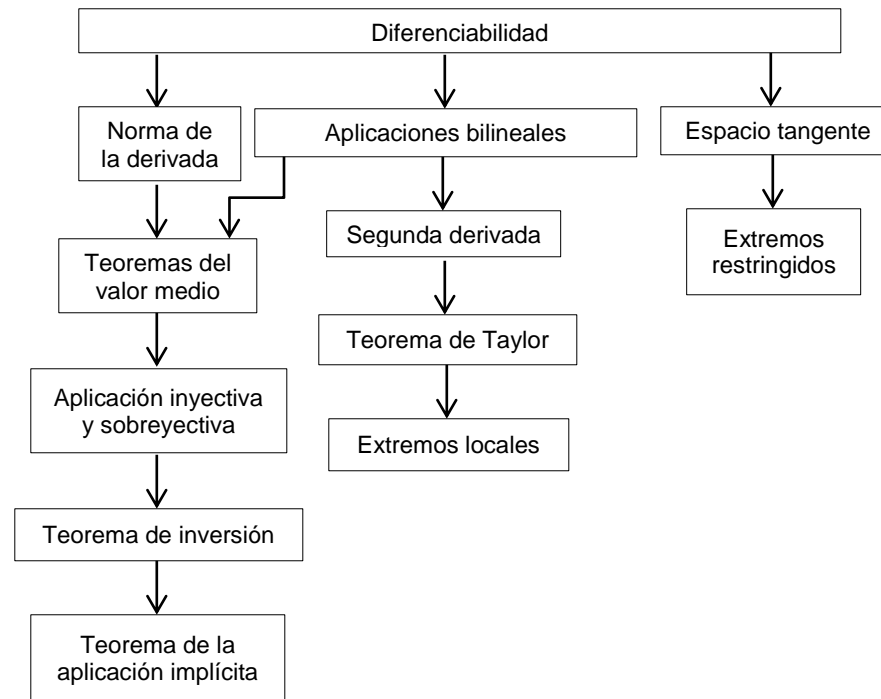 Diferenciabilidad
Norma de
la derivada
Aplicaciones bilineales
Espacio tangente
Segunda derivada
Extremos
restringidos
Teoremas del
valor medio
Teorema de Taylor
Aplicación inyectiva
y sobreyectiva
Extremos locales
Teorema de inversión
Teorema de la
aplicación implícita